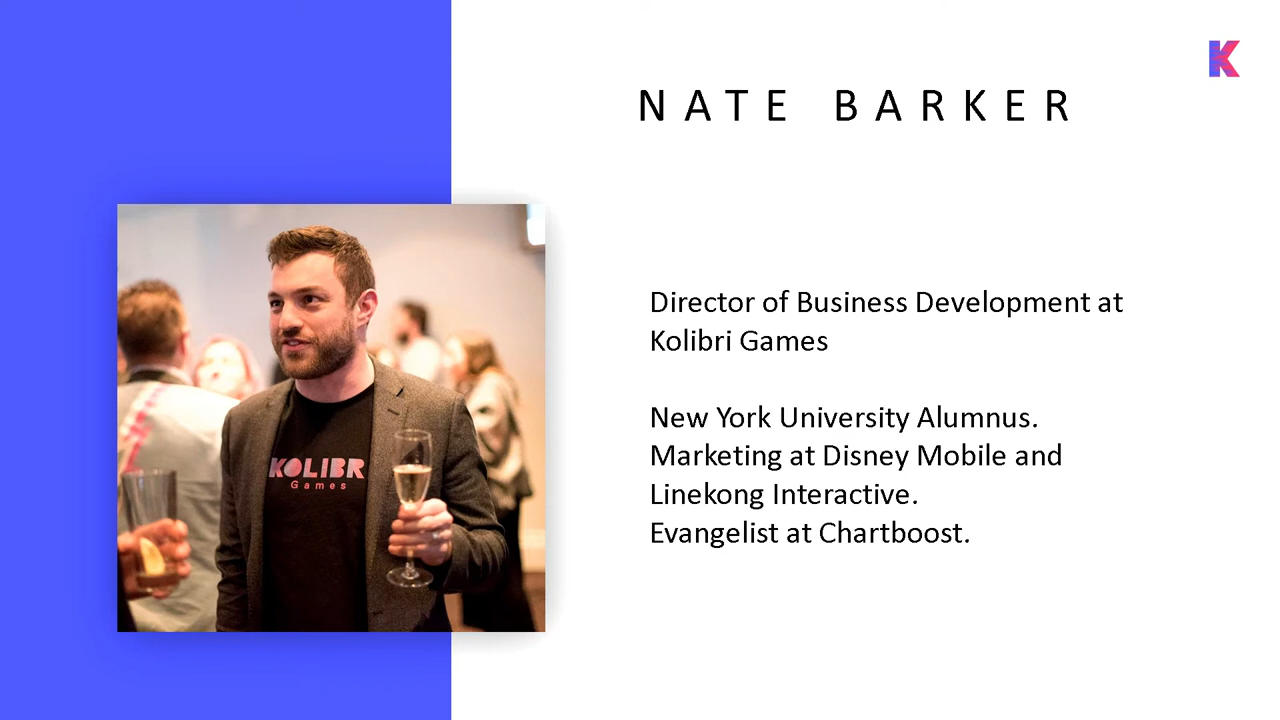 K
NATE BARKER
Director of Business Development at
Kolibri Games
New York University Alumnus.
Marketing at Disney Mobile and
Linekong Interactive.
Evangelist at Chartboost.
KOLIBR
Games